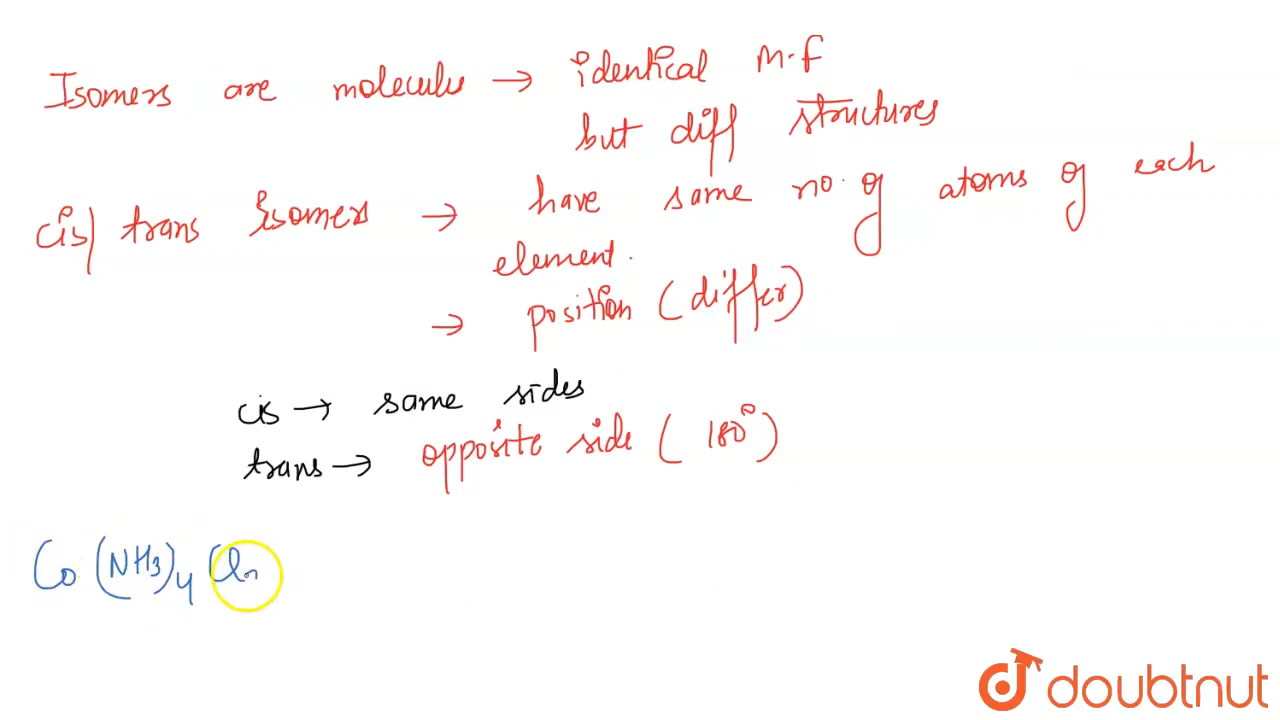 Isomers are molecules → identical M.F
but diff structures
cis/ trans isomers → have same no. of atoms of each
element.
→ position (differ)
cis → same sides
trans → opposite side (180°)
Co (NH3)4 Cl2
doubtnut